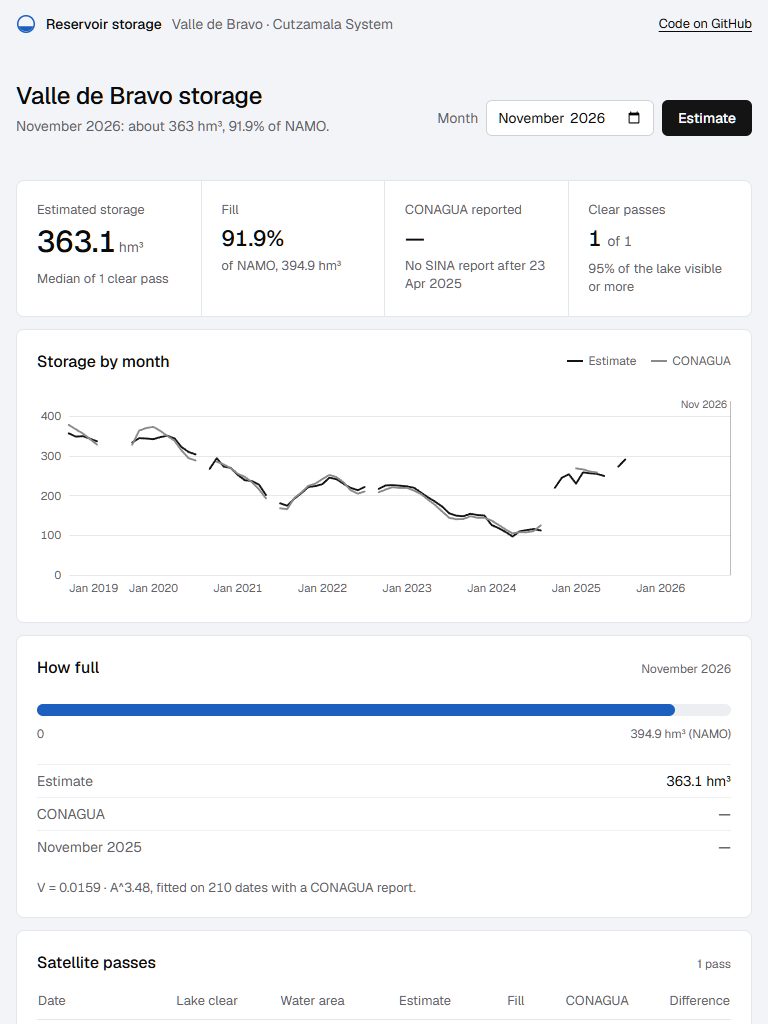 Reservoir storage Valle de Bravo · Cutzamala System Code on GitHub
Valle de Bravo storage
November 2026: about 363 hm³, 91.9% of NAMO.
Month November 2026 Estimate
Estimated storage
363.1 hm³
Median of 1 clear pass
Fill
91.9%
of NAMO, 394.9 hm³
CONAGUA reported
—
No SINA report after 23
Apr 2025
Clear passes
1 of 1
95% of the lake visible
or more
Storage by month Estimate CONAGUA
Nov 2026
400
300
200
100
0
Jan 2019 Jan 2020 Jan 2021 Jan 2022 Jan 2023 Jan 2024 Jan 2025 Jan 2026
How full November 2026
0 394.9 hm³ (NAMO)
Estimate 363.1 hm³
CONAGUA —
November 2025 —
V = 0.0159 · A^3.48, fitted on 210 dates with a CONAGUA report.
Satellite passes 1 pass
Date Lake clear Water area Estimate Fill CONAGUA Difference